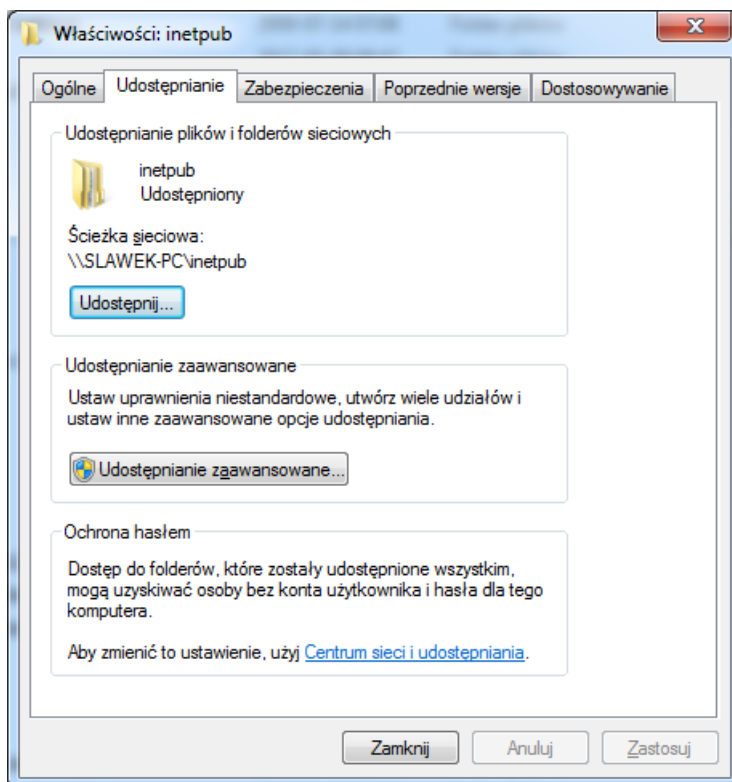 Właściwości: inetpub
Ogólne
Udostępnianie
Zabezpieczenia
Poprzednie wersje
Dostosowywanie
Udostępnianie plików i folderów sieciowych
inetpub
Udostępniony
Ścieżka sieciowa:
\\SLAWEK-PC\inetpub
Udostępnij...
Udostępnianie zaawansowane
Ustaw uprawnienia niestandardowe, utwórz wiele udziałów i
ustaw inne zaawansowane opcje udostępniania.
Udostępnianie zaawansowane...
Ochrona hasłem
Dostęp do folderów, które zostały udostępnione wszystkim,
mogą uzyskiwać osoby bez konta użytkownika i hasła dla tego
komputera.
Aby zmienić to ustawienie, użyj Centrum sieci i udostępniania.
Zamknij
Anuluj
Zastosuj